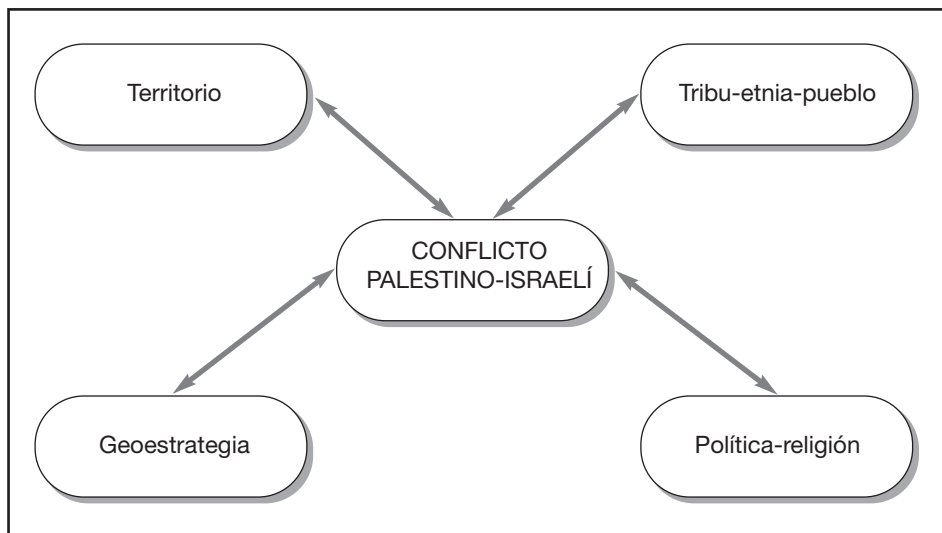 Territorio
Tribu-etnia-pueblo
CONFLICTO
PALESTINO-ISRAELÍ
Geoestrategia
Política-religión